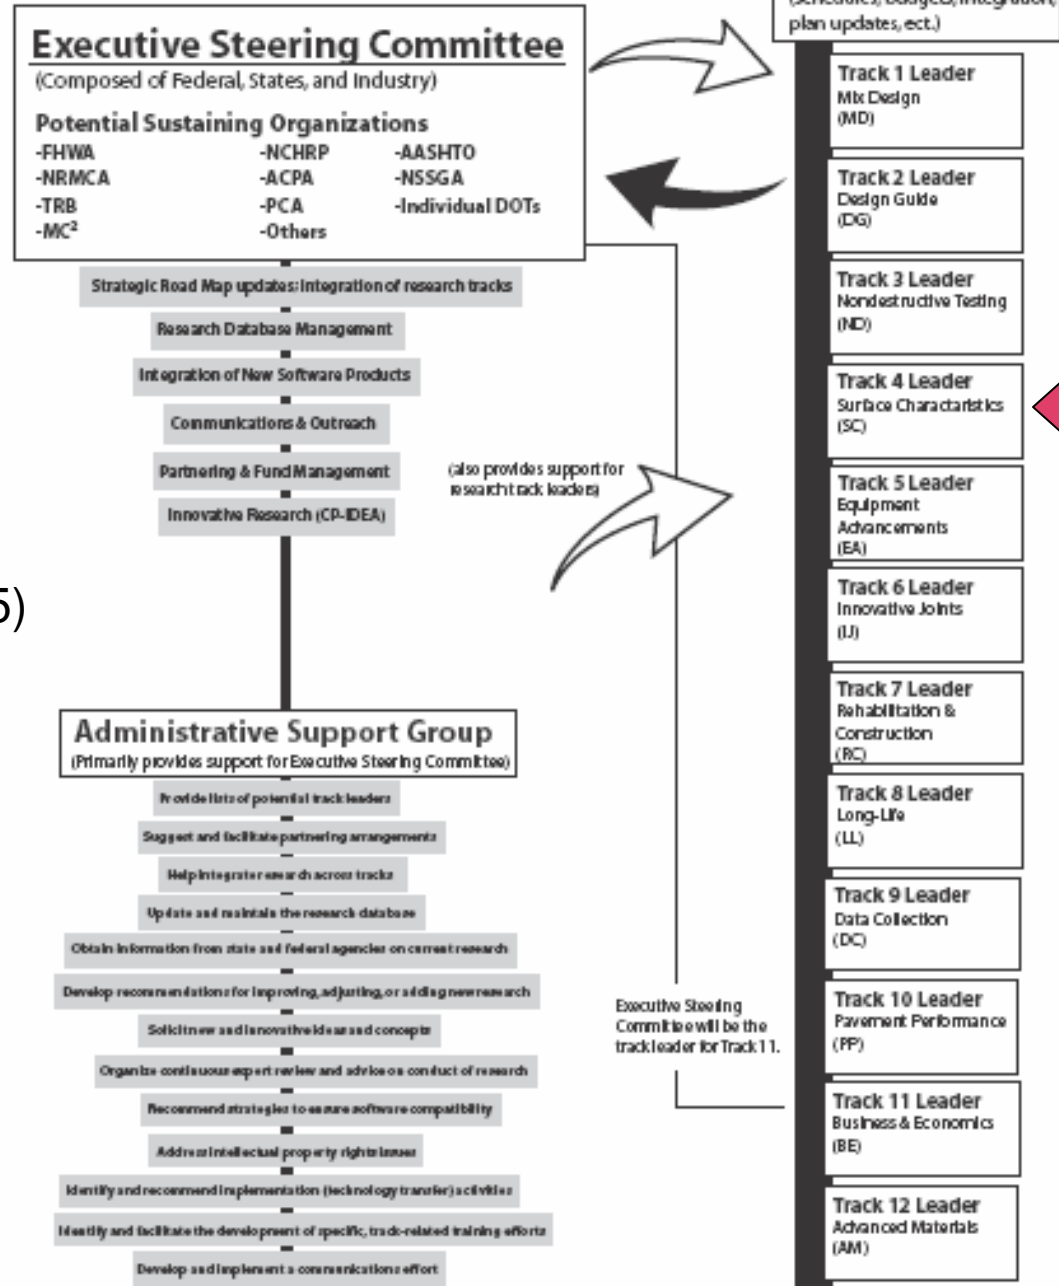 (schedules, budgets, integration,
plan updates, ect.)
Executive Steering Committee
(Composed of Federal, States, and Industry)
Potential Sustaining Organizations
-FHWA -NCHRP -AASHTO
-NRMCA -ACPA -NSSGA
-TRB -PCA -Individual DOTs
-MC² -Others
Strategic Road Map updates: Integration of research tracks
Research Database Management
Integration of New Software Products
Communications & Outreach
Partnering & Fund Management
Innovative Research (CP-IDEA)
(also provides support for
research track leaders)
5)
Administrative Support Group
(Primarily provides support for Executive Steering Committee)
Provide lists of potential track leaders
Suggest and facilitate partnering arrangements
Help integrate research across tracks
Update and maintain the research database
Obtain information from state and federal agencies on current research
Develop recommendations for improving, adjusting, or adding new research
Solicit new and innovative ideas and concepts
Organize continuous expert review and advice on conduct of research
Recommend strategies to ensure software compatibility
Address intellectual property rights issues
Identify and recommend implementation (technology transfer) activities
Identify and facilitate the development of specific, track-related training efforts
Develop and implement a communications effort
Executive Steering
Committee will be the
track leader for Track 11.
Track 1 Leader
Mix Design
(MD)
Track 2 Leader
Design Guide
(DG)
Track 3 Leader
Nondestructive Testing
(ND)
Track 4 Leader
Surface Charactaristics
(SC)
Track 5 Leader
Equipment
Advancements
(EA)
Track 6 Leader
Innovative Joints
(IJ)
Track 7 Leader
Rehabilitation &
Construction
(RC)
Track 8 Leader
Long-Life
(LL)
Track 9 Leader
Data Collection
(DC)
Track 10 Leader
Pavement Performance
(PP)
Track 11 Leader
Business & Economics
(BE)
Track 12 Leader
Advanced Materials
(AM)